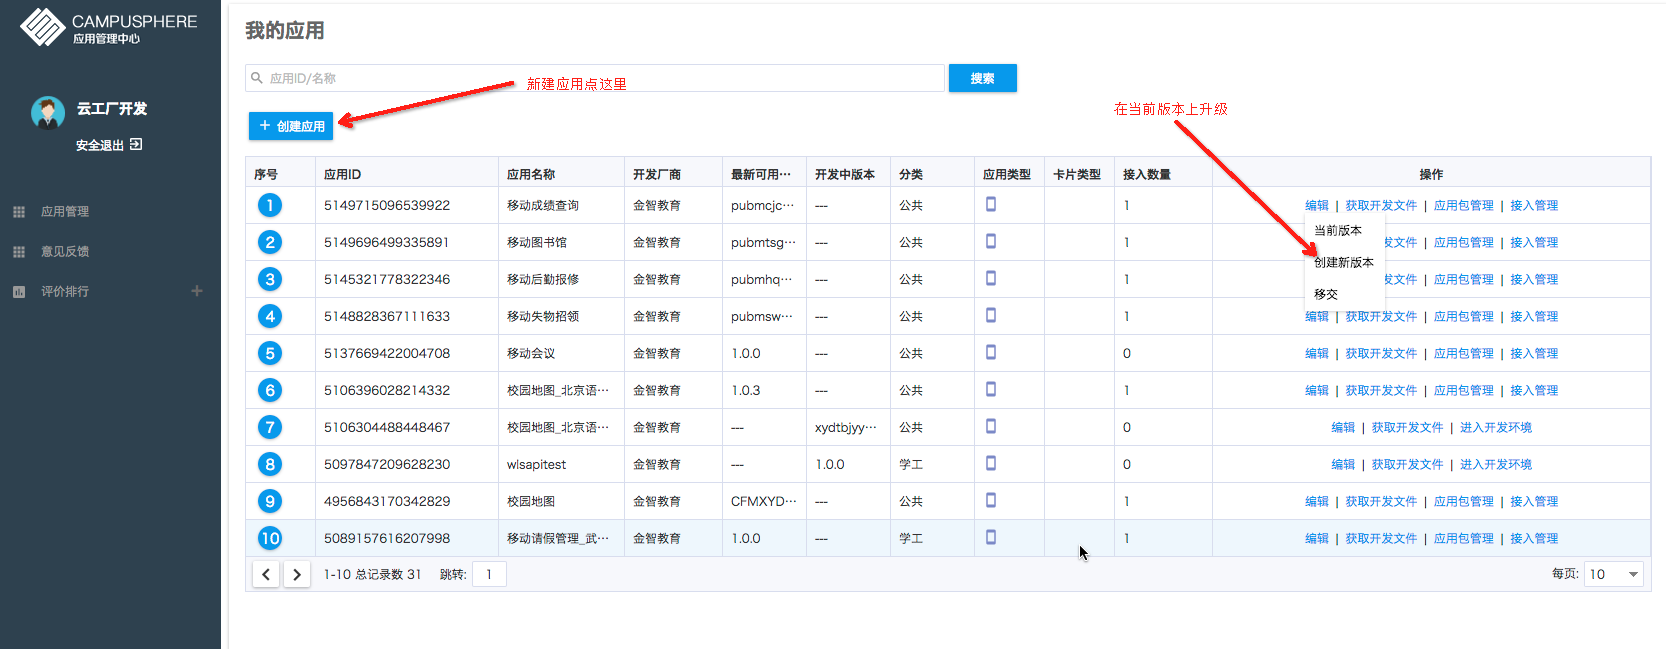 CAMPUSPHERE
应用管理中心
云工厂开发
安全退出
应用管理
意见反馈
评价排行
我的应用
应用ID/名称
搜索
新建应用点这里
在当前版本上升级
+ 创建应用
序号 应用ID 应用名称 开发厂商 最新可用··· 开发中版本 分类 应用类型 卡片类型 接入数量 操作
1 5149715096539922 移动成绩查询 金智教育 pubmcjc··· --- 公共 1 编辑 | 获取开发文件 | 应用包管理 | 接入管理
当前版本
2 5149696499335891 移动图书馆 金智教育 pubmtsg··· --- 公共 1 发文件 | 应用包管理 | 接入管理
创建新版本
3 5145321778322346 移动后勤报修 金智教育 pubmhq··· --- 公共 1 发文件 | 应用包管理 | 接入管理
移交
4 5148828367111633 移动失物招领 金智教育 pubmsw··· --- 公共 1 编辑 | 获取开发文件 | 应用包管理 | 接入管理
5 5137669422004708 移动会议 金智教育 1.0.0 --- 公共 0 编辑 | 获取开发文件 | 应用包管理 | 接入管理
6 5106396028214332 校园地图_北京语··· 金智教育 1.0.3 --- 公共 1 编辑 | 获取开发文件 | 应用包管理 | 接入管理
7 5106304488448467 校园地图_北京语··· 金智教育 --- xydtbjyy··· 公共 0 编辑 | 获取开发文件 | 进入开发环境
8 5097847209628230 wlsapitest 金智教育 --- 1.0.0 学工 0 编辑 | 获取开发文件 | 进入开发环境
9 4956843170342829 校园地图 金智教育 CFMXYD··· --- 公共 1 编辑 | 获取开发文件 | 应用包管理 | 接入管理
10 5089157616207998 移动请假管理_武··· 金智教育 1.0.0 --- 学工 1 编辑 | 获取开发文件 | 应用包管理 | 接入管理
1-10 总记录数 31 跳转: 1 每页: 10